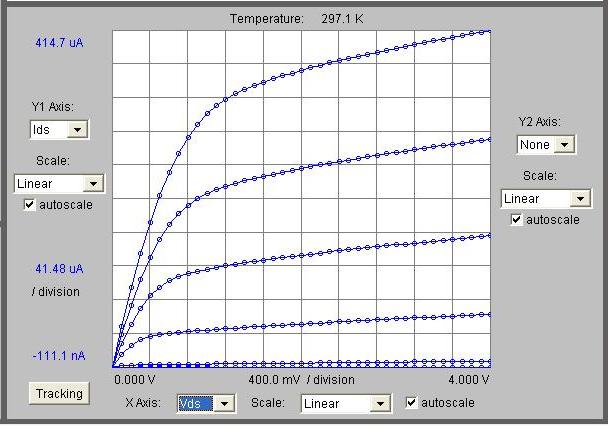 Temperature: 297.1 K
414.7 uA
Y1 Axis:
Ids
Scale:
Linear
autoscale
41.48 uA
/ division
-111.1 nA
Tracking
Y2 Axis:
None
Scale:
Linear
autoscale
0.000 V 400.0 mV / division 4.000 V
X Axis: Vds Scale: Linear autoscale